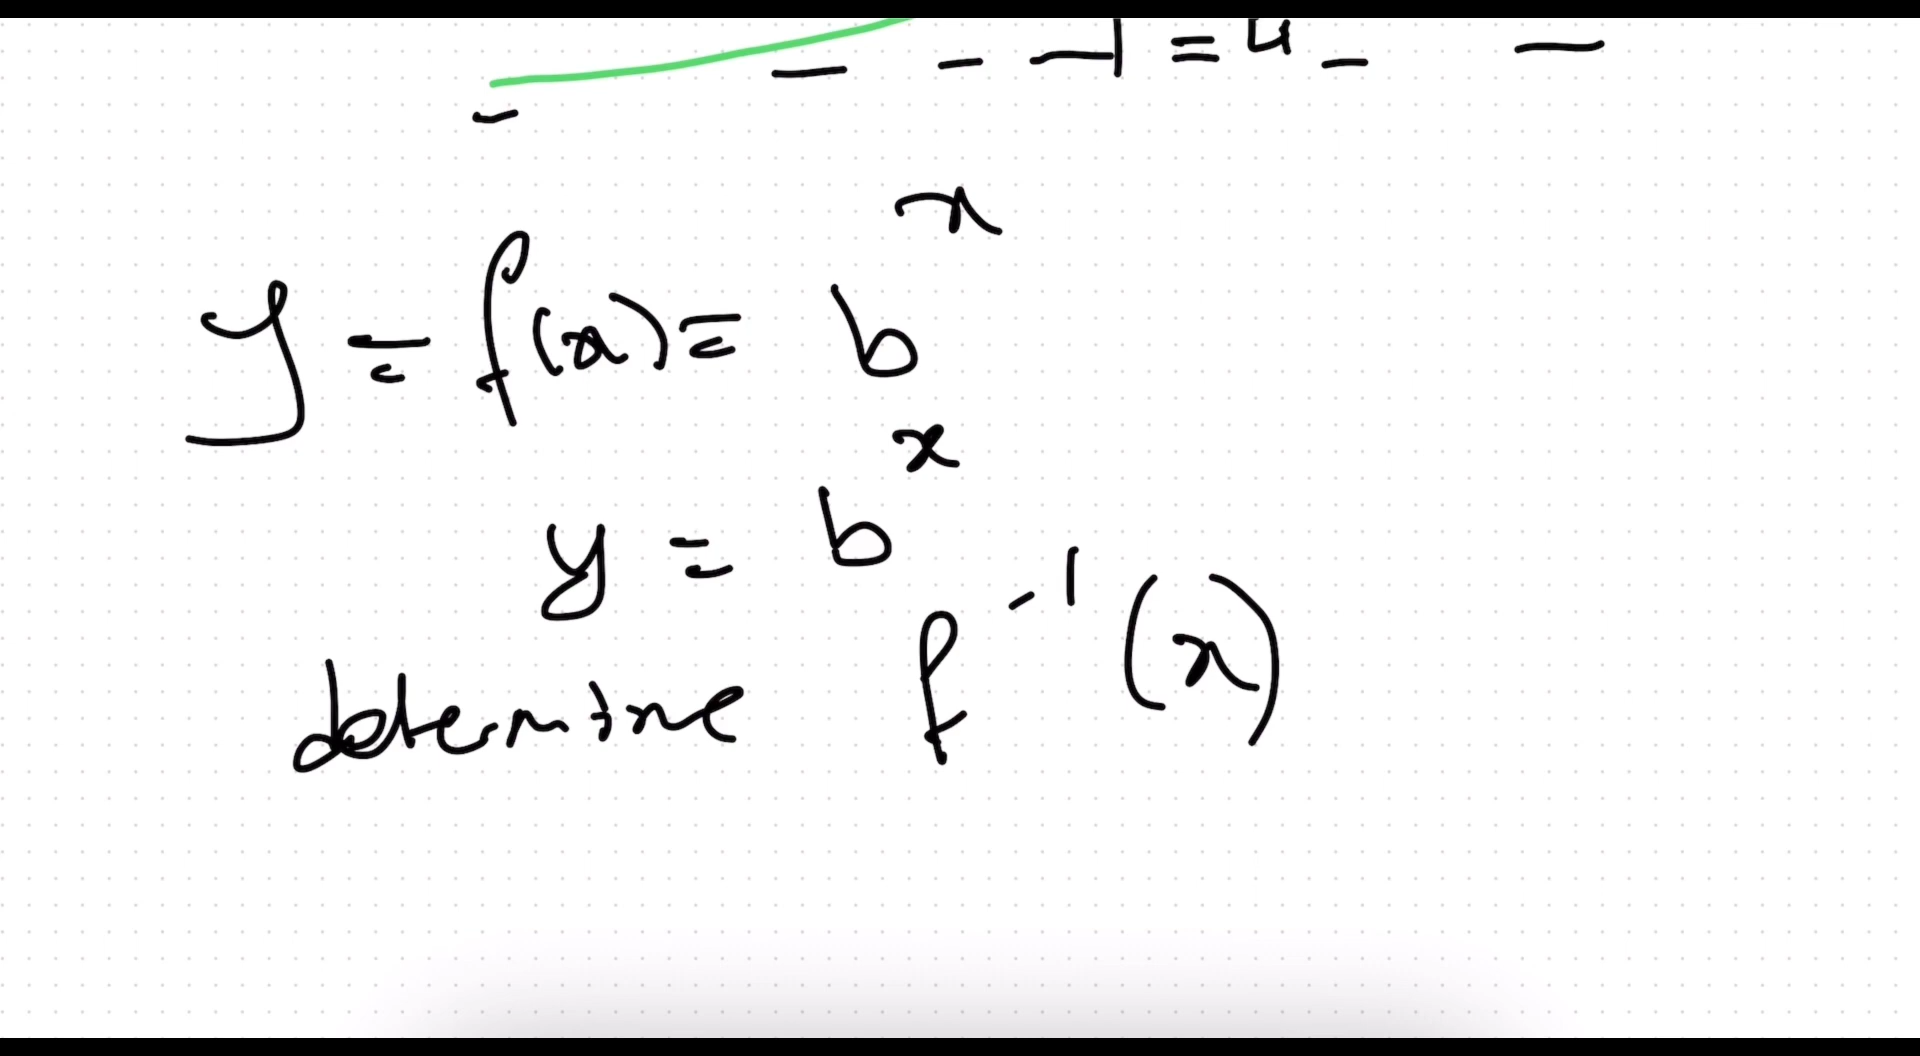 y = f(x) = b^x
y = b^x
determine f^-1(x)